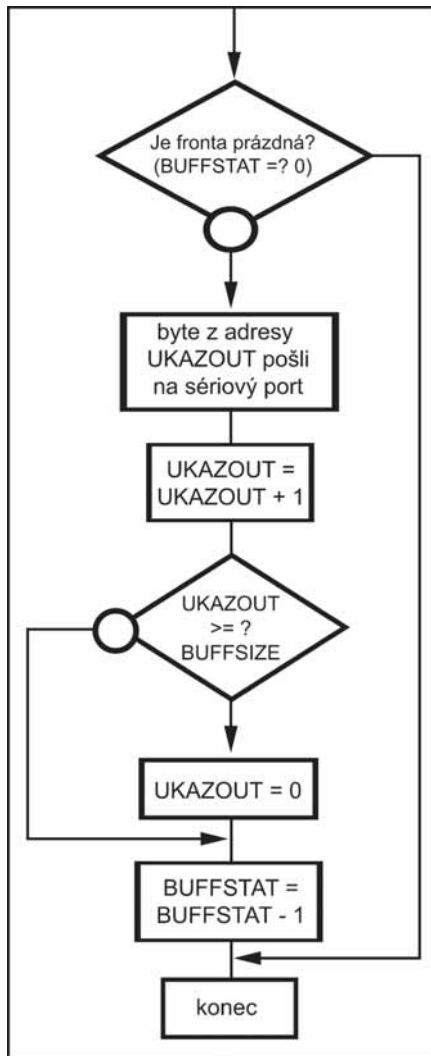 Je fronta prázdná?
(BUFFSTAT =? 0)
byte z adresy
UKAZOUT pošli
na sériový port
UKAZOUT =
UKAZOUT + 1
UKAZOUT
>= ?
BUFFSIZE
UKAZOUT = 0
BUFFSTAT =
BUFFSTAT - 1
konec